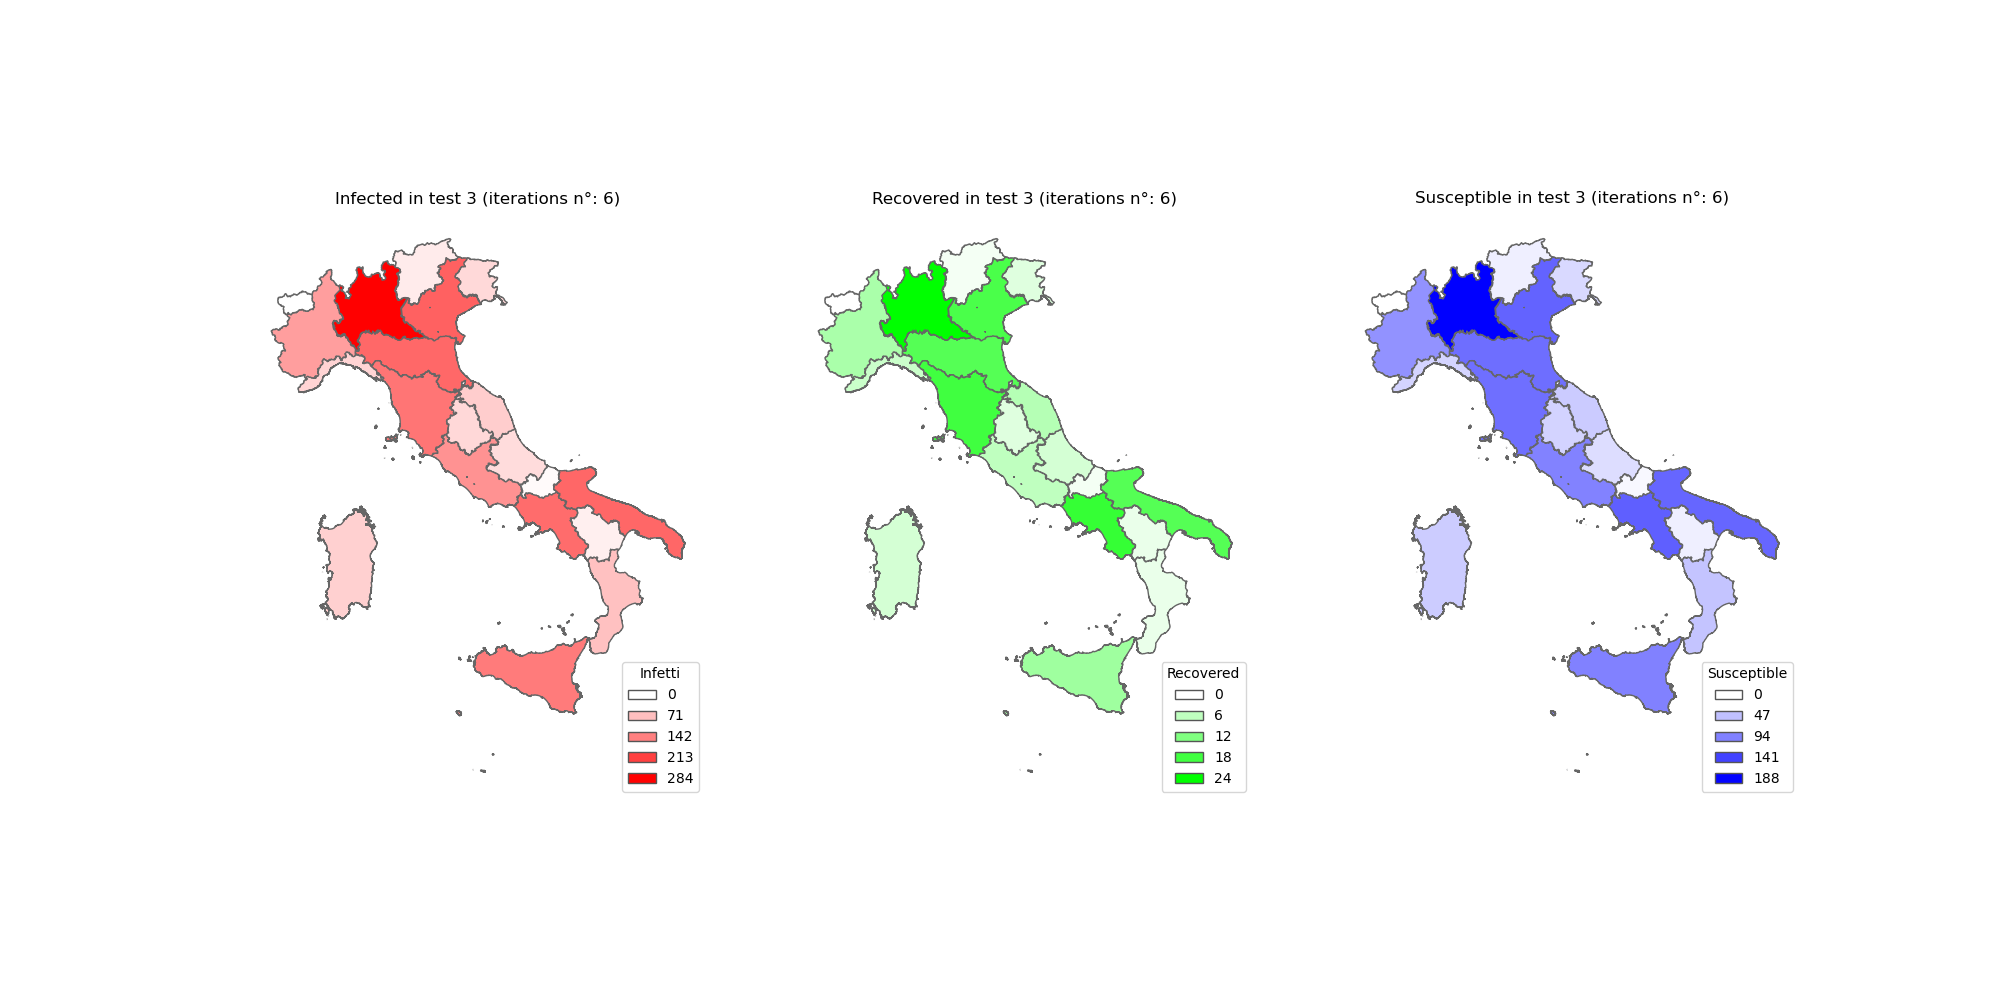 Infected in test 3 (iterations n°: 6)
Recovered in test 3 (iterations n°: 6)
Susceptible in test 3 (iterations n°: 6)
Infetti
0
71
142
213
284
Recovered
0
6
12
18
24
Susceptible
0
47
94
141
188